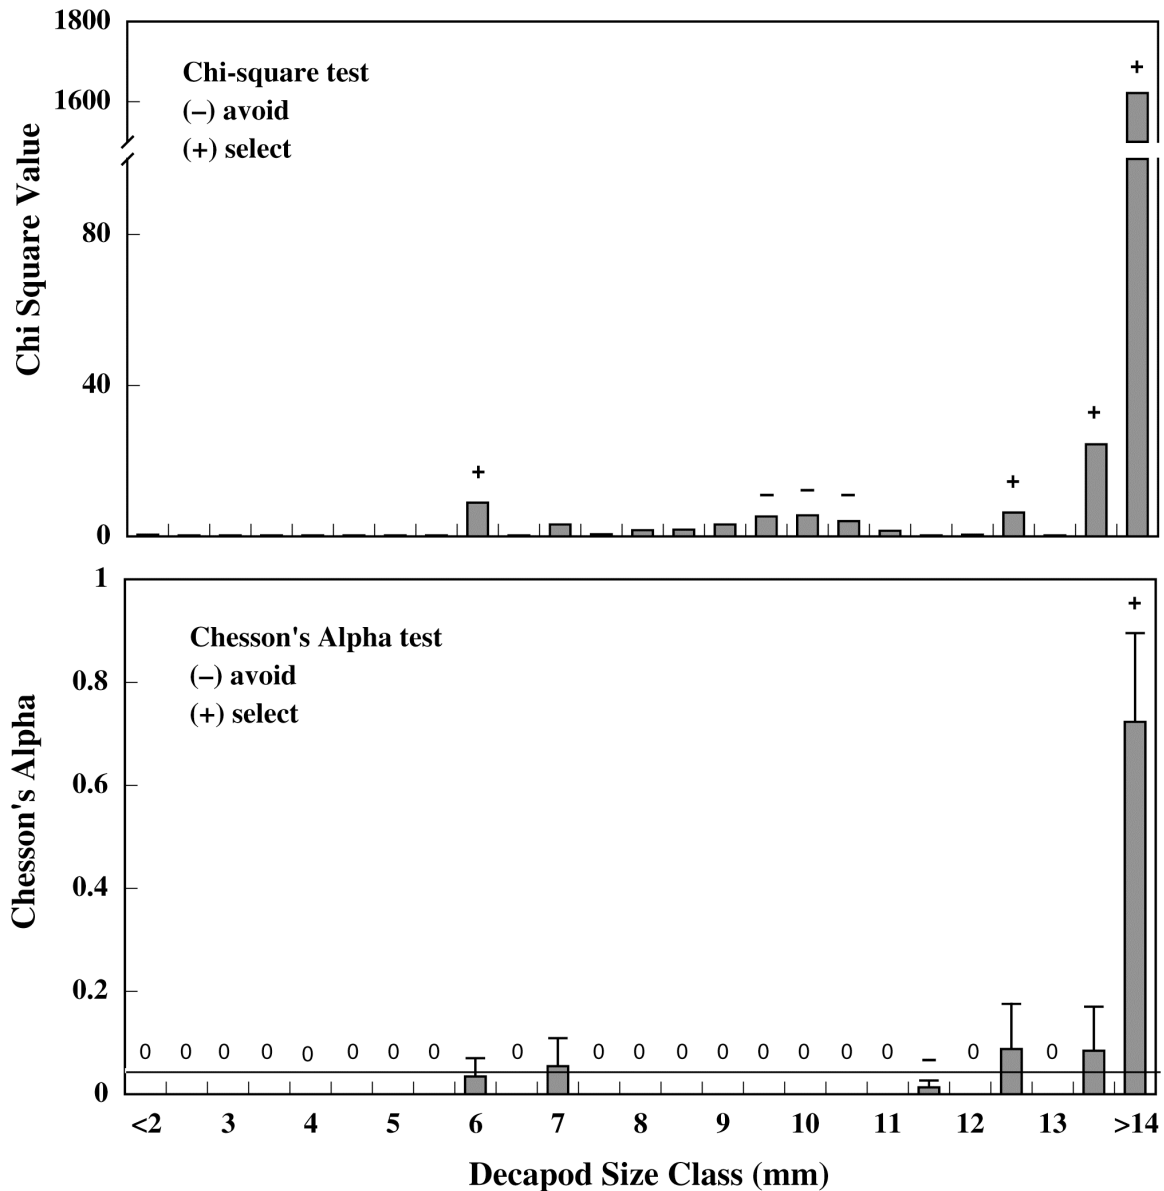 1800
Chi-square test
+
1600
(–) avoid
(+) select
Chi Square Value
80
40
+
+
+
– – –
0
1
Chesson's Alpha test
+
(–) avoid
(+) select
0.8
Chesson's Alpha
0.6
0.4
0.2
0 0 0 0 0 0 0 0 0 0 0 0 0 0 0 0 0 – 0 0
0
<2 3 4 5 6 7 8 9 10 11 12 13 >14
Decapod Size Class (mm)